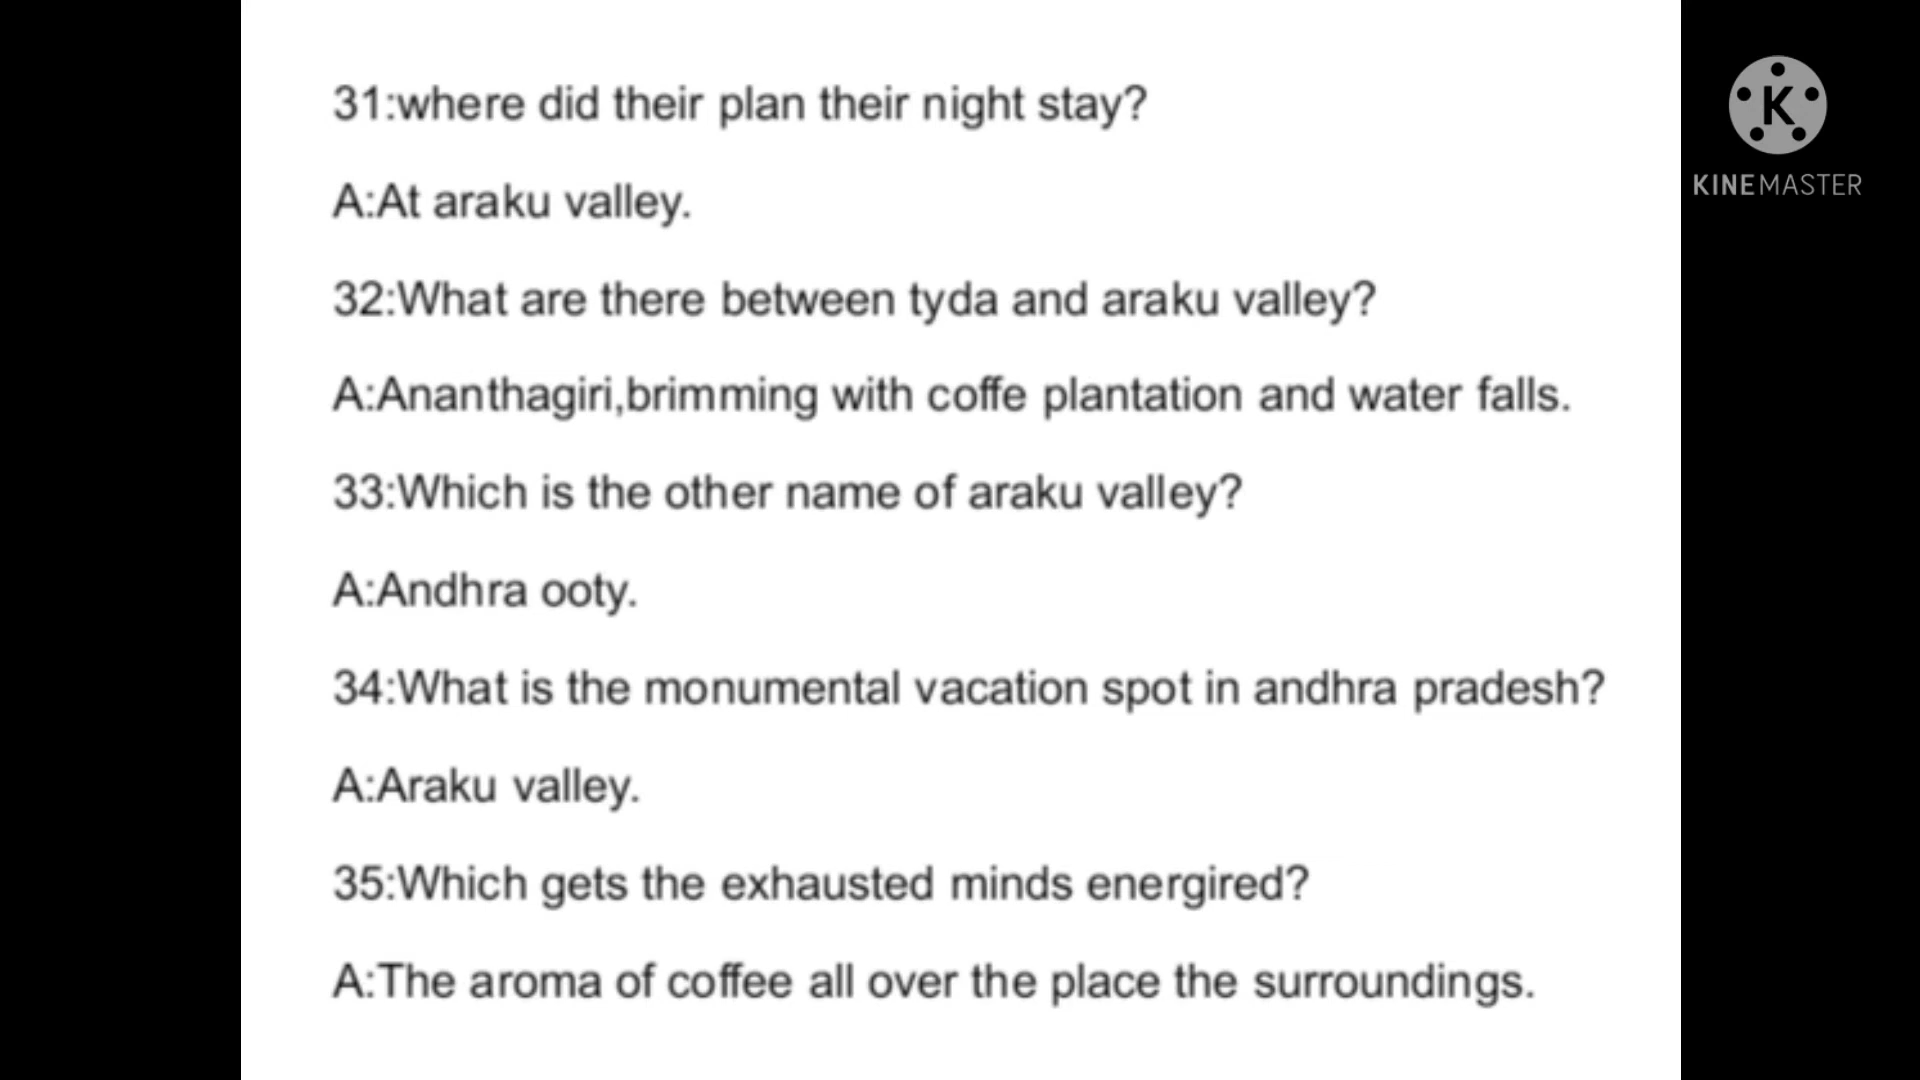 31:where did their plan their night stay?
A:At araku valley.
32:What are there between tyda and araku valley?
A:Ananthagiri,brimming with coffe plantation and water falls.
33:Which is the other name of araku valley?
A:Andhra ooty.
34:What is the monumental vacation spot in andhra pradesh?
A:Araku valley.
35:Which gets the exhausted minds energired?
A:The aroma of coffee all over the place the surroundings.
K
KINEMASTER